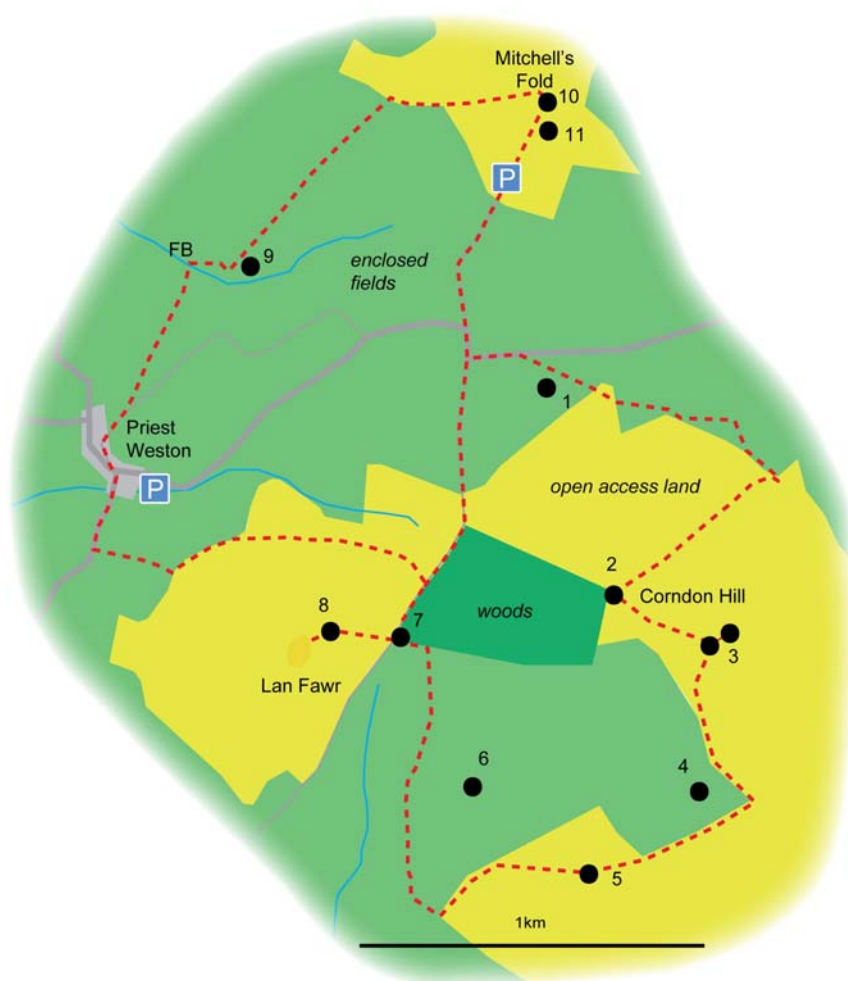 Mitchell's
Fold
10
11
P
FB
9
enclosed
fields
1
Priest
Weston
P
open access land
2
Corndon Hill
woods
8
7
3
Lan Fawr
6
4
5
1km